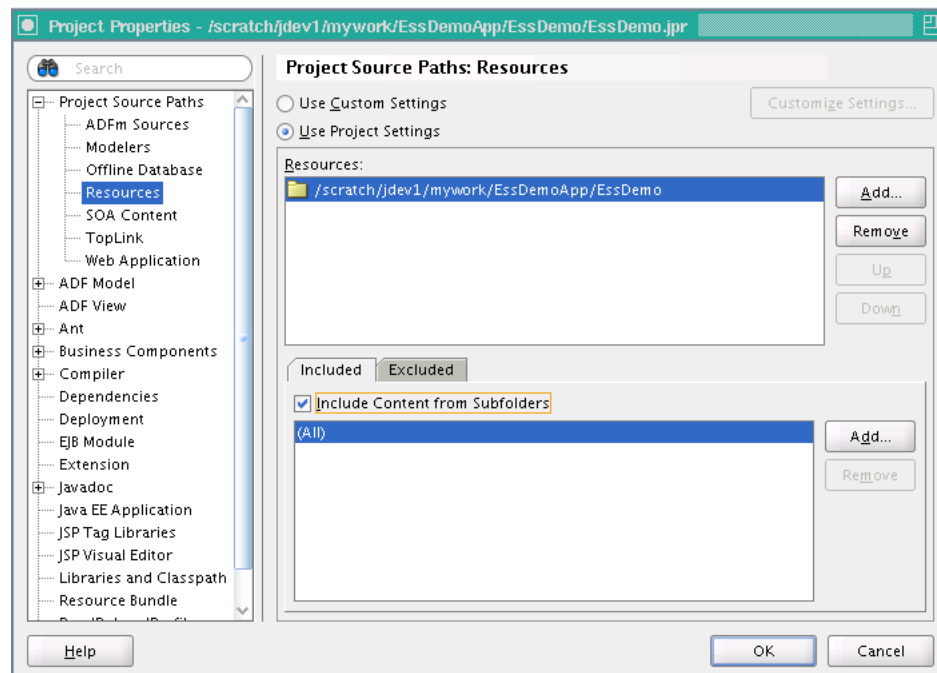 Project Properties - /scratch/jdev1/mywork/EssDemoApp/EssDemo/EssDemo.jpr
Search
Project Source Paths
ADFm Sources
Modelers
Offline Database
Resources
SOA Content
TopLink
Web Application
ADF Model
ADF View
Ant
Business Components
Compiler
Dependencies
Deployment
EJB Module
Extension
Javadoc
Java EE Application
JSP Tag Libraries
JSP Visual Editor
Libraries and Classpath
Resource Bundle
Project Source Paths: Resources
Use Custom Settings
Customize Settings...
Use Project Settings
Resources:
/scratch/jdev1/mywork/EssDemoApp/EssDemo
Add...
Remove
Up
Down
Included
Excluded
Include Content from Subfolders
(All)
Add...
Remove
Help
OK
Cancel